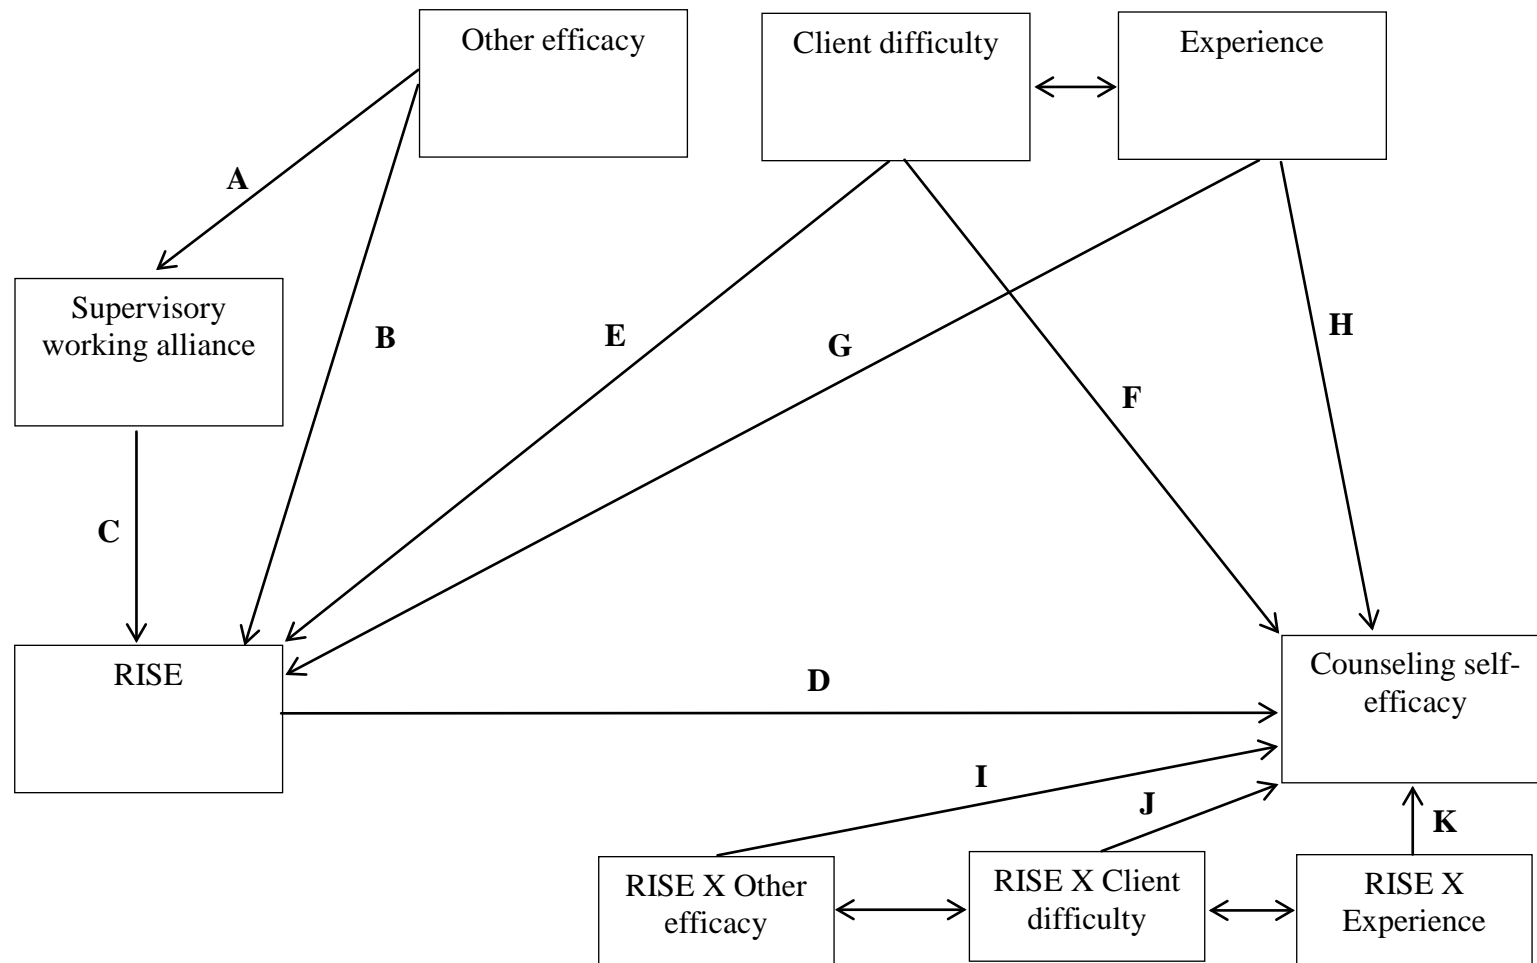 Other efficacy
Client difficulty
Experience
A
Supervisory
working alliance
B
E
G
H
F
C
RISE
D
Counseling self-
efficacy
I
J
K
RISE X Other
efficacy
RISE X Client
difficulty
RISE X
Experience